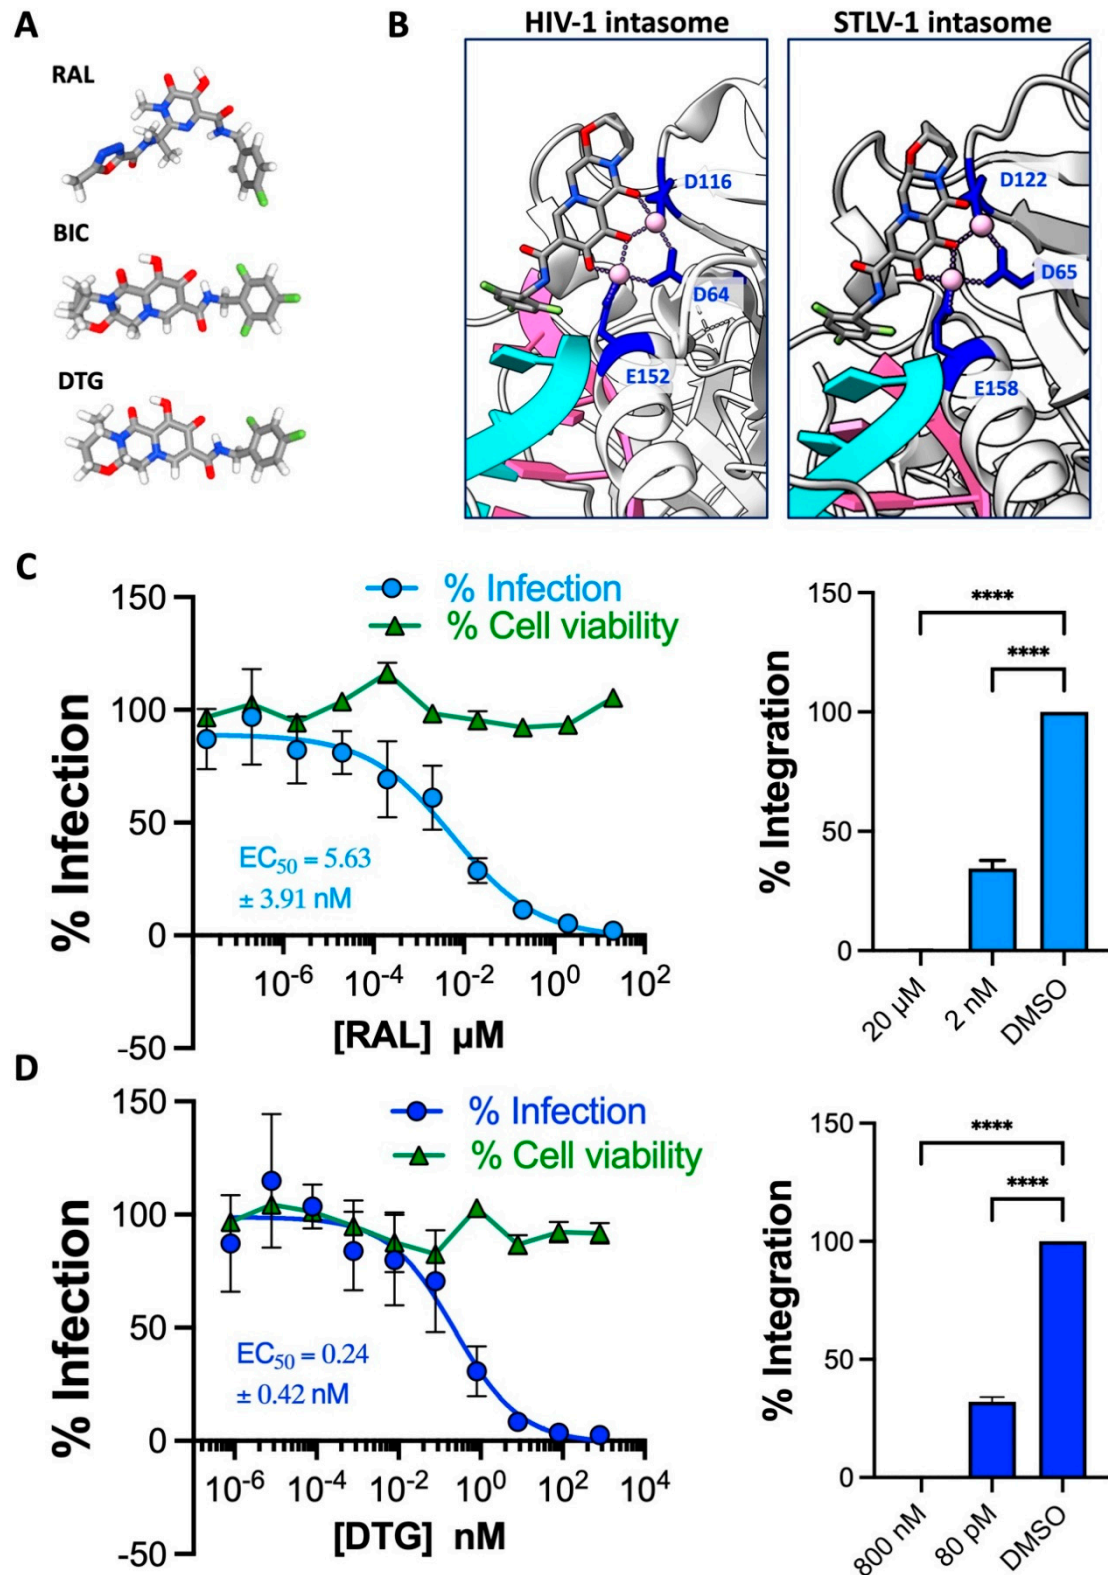 A
RAL
BIC
DTG
B
HIV-1 intasome
STLV-1 intasome
D116
D64
E152
D122
D65
E158
C
% Infection
% Cell viability
% Infection
150
100
50
0
-50
EC₅₀ = 5.63
± 3.91 nM
10⁻⁶ 10⁻⁴ 10⁻² 10⁰ 10²
[RAL] µM
% Integration
150
100
50
0
****
****
20 µM
2 nM
DMSO
D
% Infection
% Cell viability
% Infection
150
100
50
0
-50
EC₅₀ = 0.24
± 0.42 nM
10⁻⁶ 10⁻⁴ 10⁻² 10⁰ 10² 10⁴
[DTG] nM
% Integration
150
100
50
0
****
****
800 nM
80 pM
DMSO